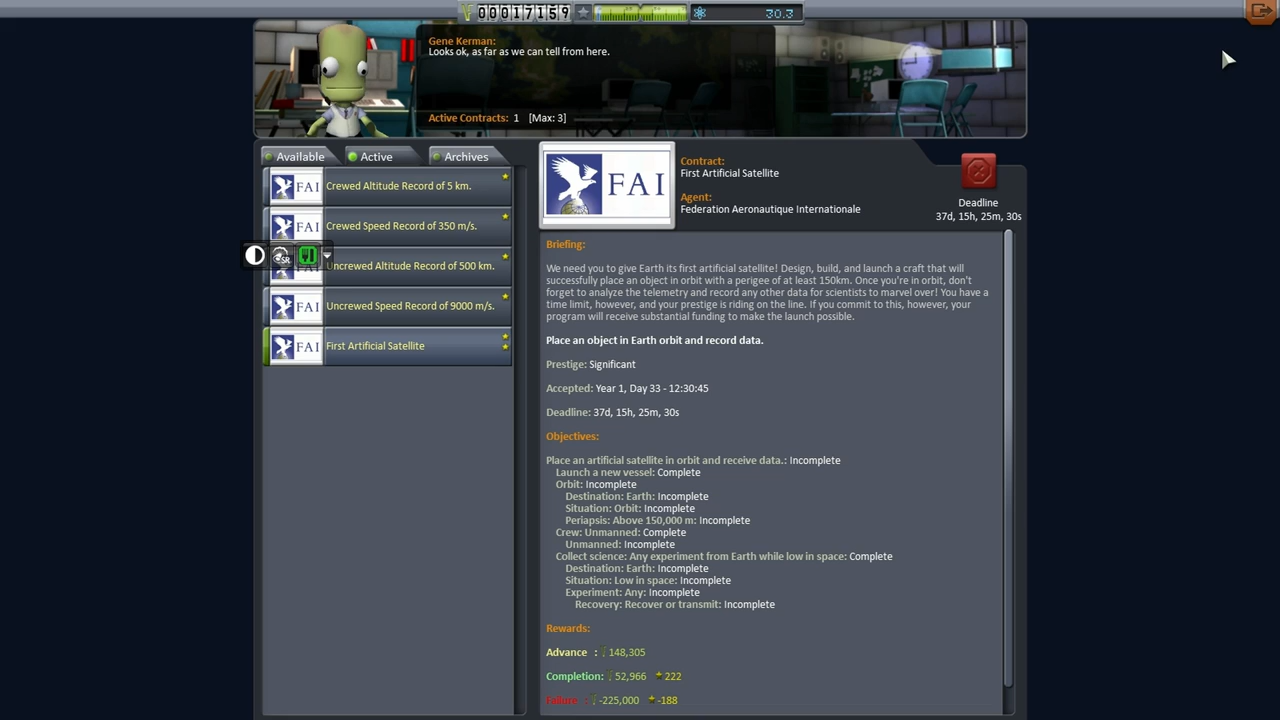 00017159
30.3
Gene Kerman:
Looks ok, as far as we can tell from here.
Active Contracts: 1 [Max: 3]
Available
Active
Archives
FAI
Crewed Altitude Record of 5 km.
FAI
Crewed Speed Record of 350 m/s.
Uncrewed Altitude Record of 500 km.
FAI
Uncrewed Speed Record of 9000 m/s.
FAI
First Artificial Satellite
FAI
Contract:
First Artificial Satellite
Agent:
Federation Aeronautique Internationale
Deadline
37d, 15h, 25m, 30s
Briefing:
We need you to give Earth its first artificial satellite! Design, build, and launch a craft that will
successfully place an object in orbit with a perigee of at least 150km. Once you're in orbit, don't
forget to analyze the telemetry and record any other data for scientists to marvel over! You have a
time limit, however, and your prestige is riding on the line. If you commit to this, however, your
program will receive substantial funding to make the launch possible.
Place an object in Earth orbit and record data.
Prestige: Significant
Accepted: Year 1, Day 33 - 12:30:45
Deadline: 37d, 15h, 25m, 30s
Objectives:
Place an artificial satellite in orbit and receive data.: Incomplete
Launch a new vessel: Complete
Orbit: Incomplete
Destination: Earth: Incomplete
Situation: Orbit: Incomplete
Periapsis: Above 150,000 m: Incomplete
Crew: Unmanned: Complete
Unmanned: Incomplete
Collect science: Any experiment from Earth while low in space: Complete
Destination: Earth: Incomplete
Situation: Low in space: Incomplete
Experiment: Any: Incomplete
Recovery: Recover or transmit: Incomplete
Rewards:
Advance : 148,305
Completion: 52,966 222
Failure : -225,000 -188